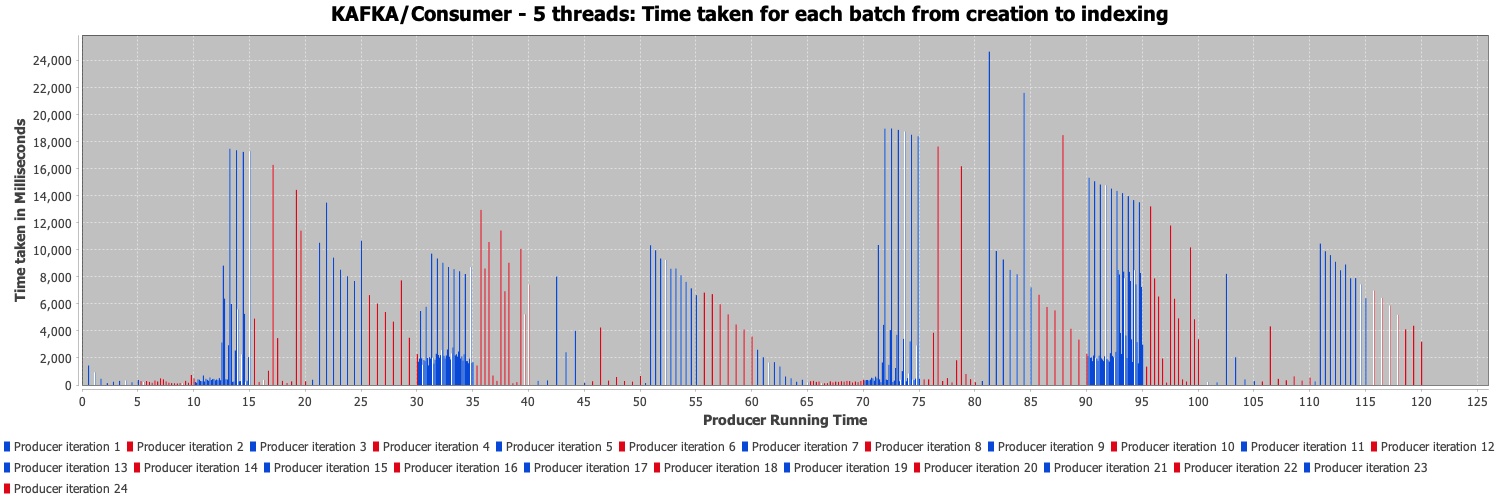 KAFKA/Consumer - 5 threads: Time taken for each batch from creation to indexing
24,000
22,000
20,000
18,000
16,000
14,000
12,000
10,000
8,000
6,000
4,000
2,000
0
Time taken in Milliseconds
0 5 10 15 20 25 30 35 40 45 50 55 60 65 70 75 80 85 90 95 100 105 110 115 120 125
Producer Running Time
Producer iteration 1 Producer iteration 2 Producer iteration 3 Producer iteration 4 Producer iteration 5 Producer iteration 6 Producer iteration 7 Producer iteration 8 Producer iteration 9 Producer iteration 10 Producer iteration 11 Producer iteration 12
Producer iteration 13 Producer iteration 14 Producer iteration 15 Producer iteration 16 Producer iteration 17 Producer iteration 18 Producer iteration 19 Producer iteration 20 Producer iteration 21 Producer iteration 22 Producer iteration 23
Producer iteration 24